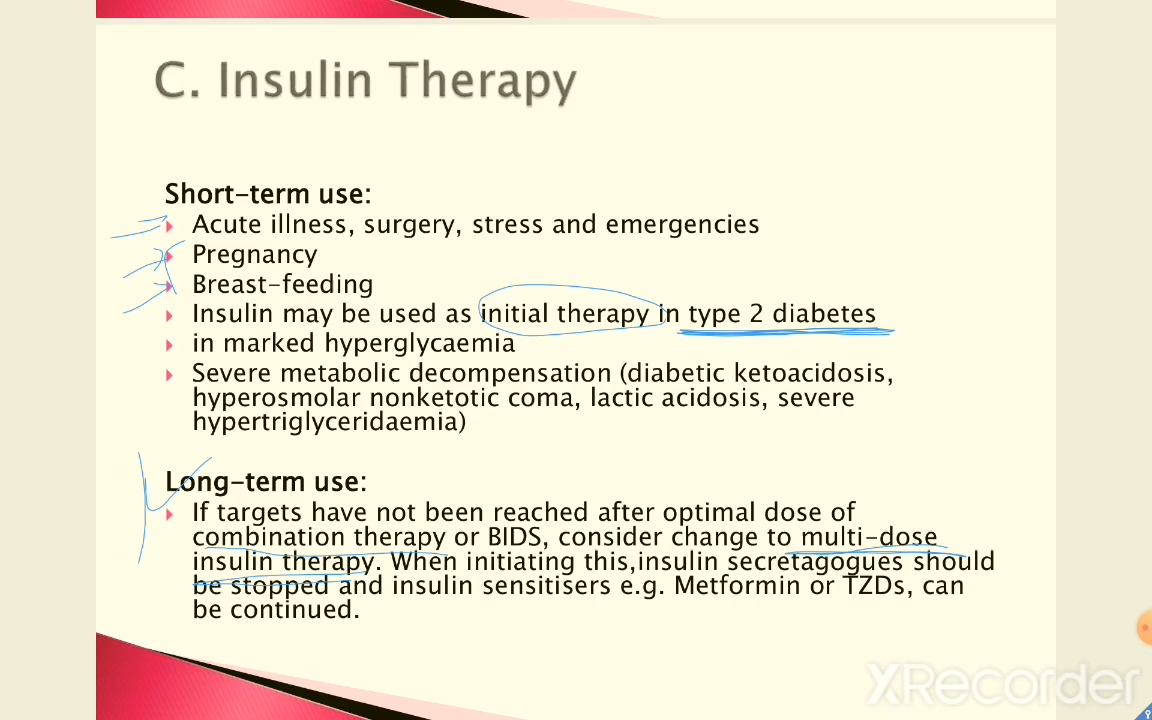 C. Insulin Therapy
Short-term use:
Acute illness, surgery, stress and emergencies
Pregnancy
Breast-feeding
Insulin may be used as initial therapy in type 2 diabetes
in marked hyperglycaemia
Severe metabolic decompensation (diabetic ketoacidosis,
hyperosmolar nonketotic coma, lactic acidosis, severe
hypertriglyceridaemia)
Long-term use:
If targets have not been reached after optimal dose of
combination therapy or BIDS, consider change to multi-dose
insulin therapy. When initiating this,insulin secretagogues should
be stopped and insulin sensitisers e.g. Metformin or TZDs, can
be continued.
XRecorder